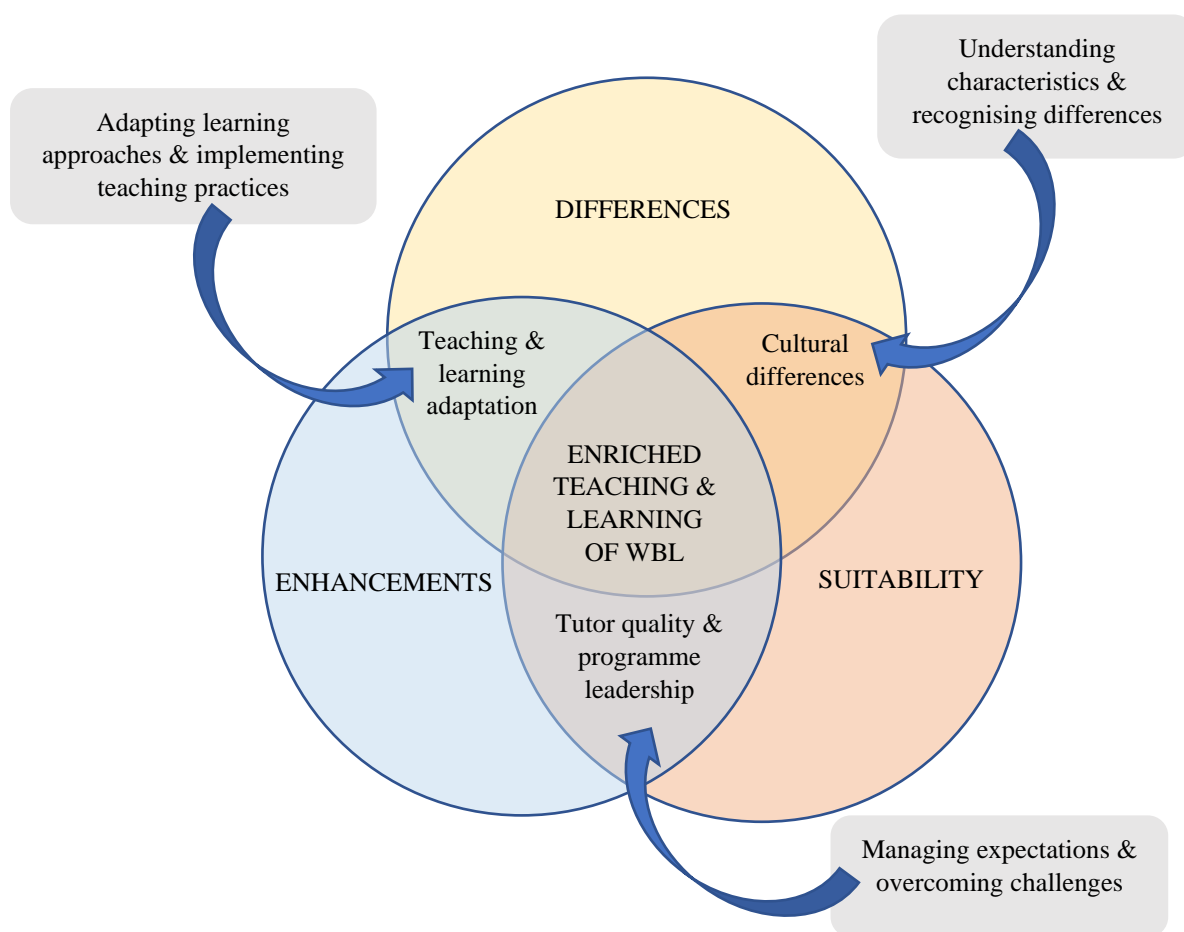 Understanding
characteristics &
recognising differences
Adapting learning
approaches & implementing
teaching practices
DIFFERENCES
Teaching &
learning
adaptation
Cultural
differences
ENRICHED
TEACHING &
LEARNING
OF WBL
ENHANCEMENTS
SUITABILITY
Tutor quality &
programme
leadership
Managing expectations &
overcoming challenges